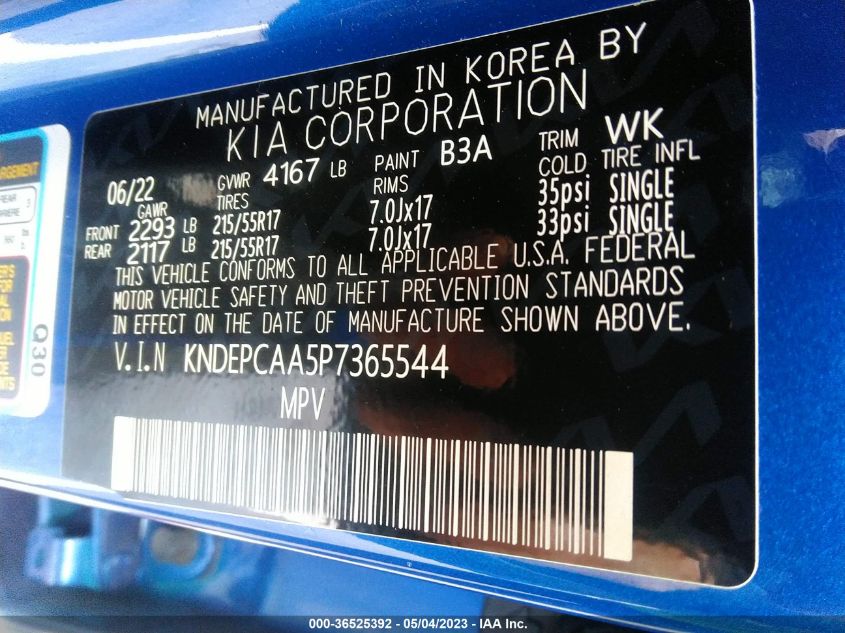 MANUFACTURED IN KOREA BY
KIA CORPORATION
06/22 GVWR 4167 LB PAINT B3A TRIM WK
GAWR TIRES RIMS COLD TIRE INFL
FRONT 2293 LB 215/55R17 7.0Jx17 35psi SINGLE
REAR 2117 LB 215/55R17 7.0Jx17 33psi SINGLE
THIS VEHICLE CONFORMS TO ALL APPLICABLE U.S.A. FEDERAL
MOTOR VEHICLE SAFETY AND THEFT PREVENTION STANDARDS
IN EFFECT ON THE DATE OF MANUFACTURE SHOWN ABOVE.
V.I.N KNDEPCAA5P7365544
MPV
Q30
000-36525392 - 05/04/2023 - IAA Inc.